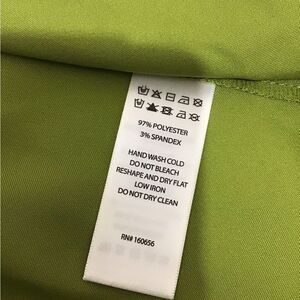 97% POLYESTER
3% SPANDEX
HAND WASH COLD
DO NOT BLEACH
RESHAPE AND DRY FLAT
LOW IRON
DO NOT DRY CLEAN
RN# 160656